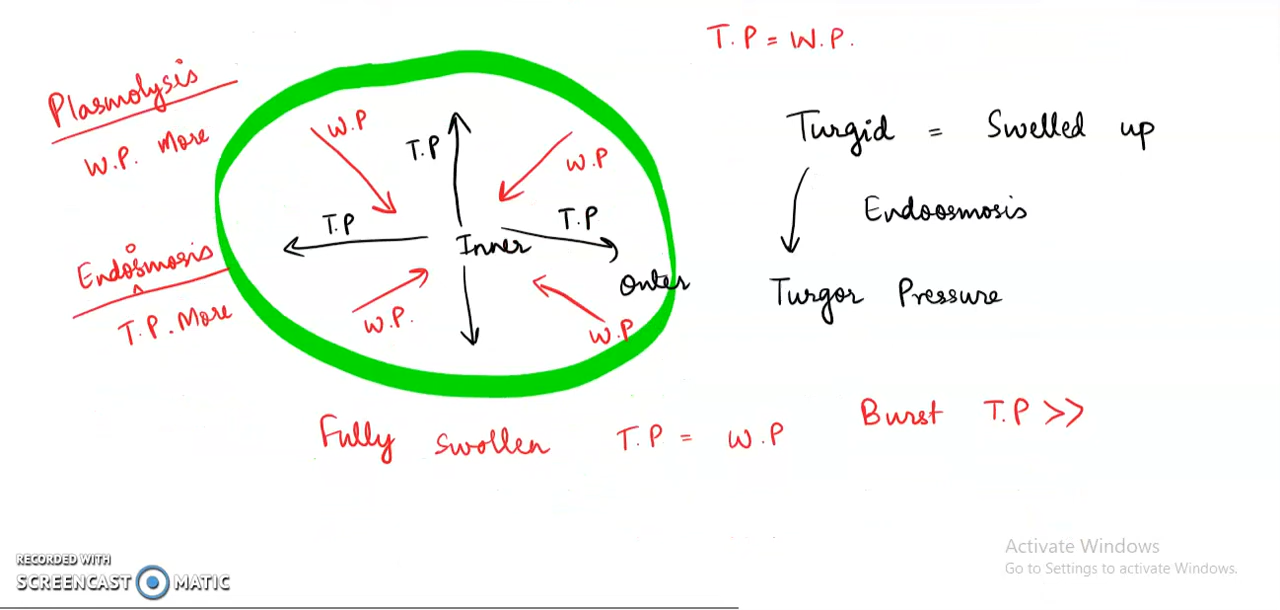 T.P = W.P.
Plasmolysis
W.P. More
W.P
T.P
W.P
Turgid = Swelled up
T.P
T.P
Endoosmosis
Inner
Endosmosis
o
^
Outer
Turgor Pressure
T.P. More
W.P.
W.P
Fully swollen T.P = W.P
Burst T.P >>
Activate Windows
Go to Settings to activate Windows.
RECORDED WITH
SCREENCAST MATIC